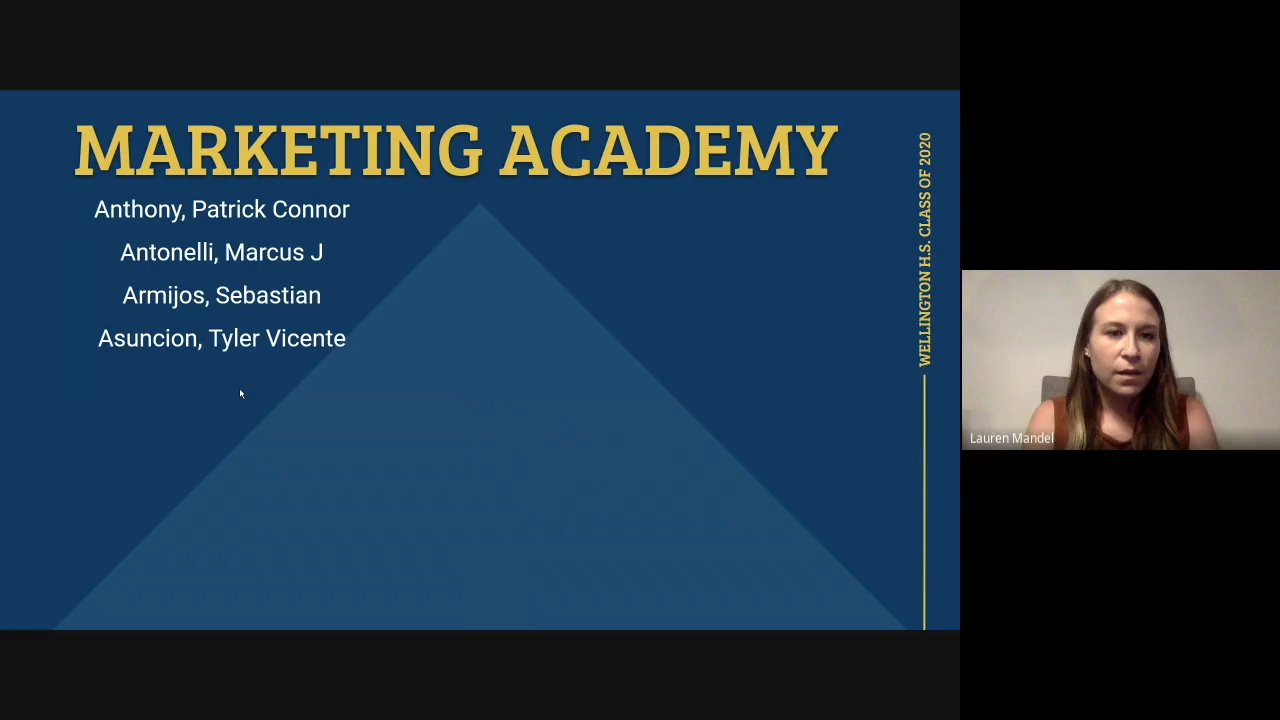 MARKETING ACADEMY
Anthony, Patrick Connor
Antonelli, Marcus J
Armijos, Sebastian
Asuncion, Tyler Vicente
WELLINGTON H.S. CLASS OF 2020
Lauren Mandel